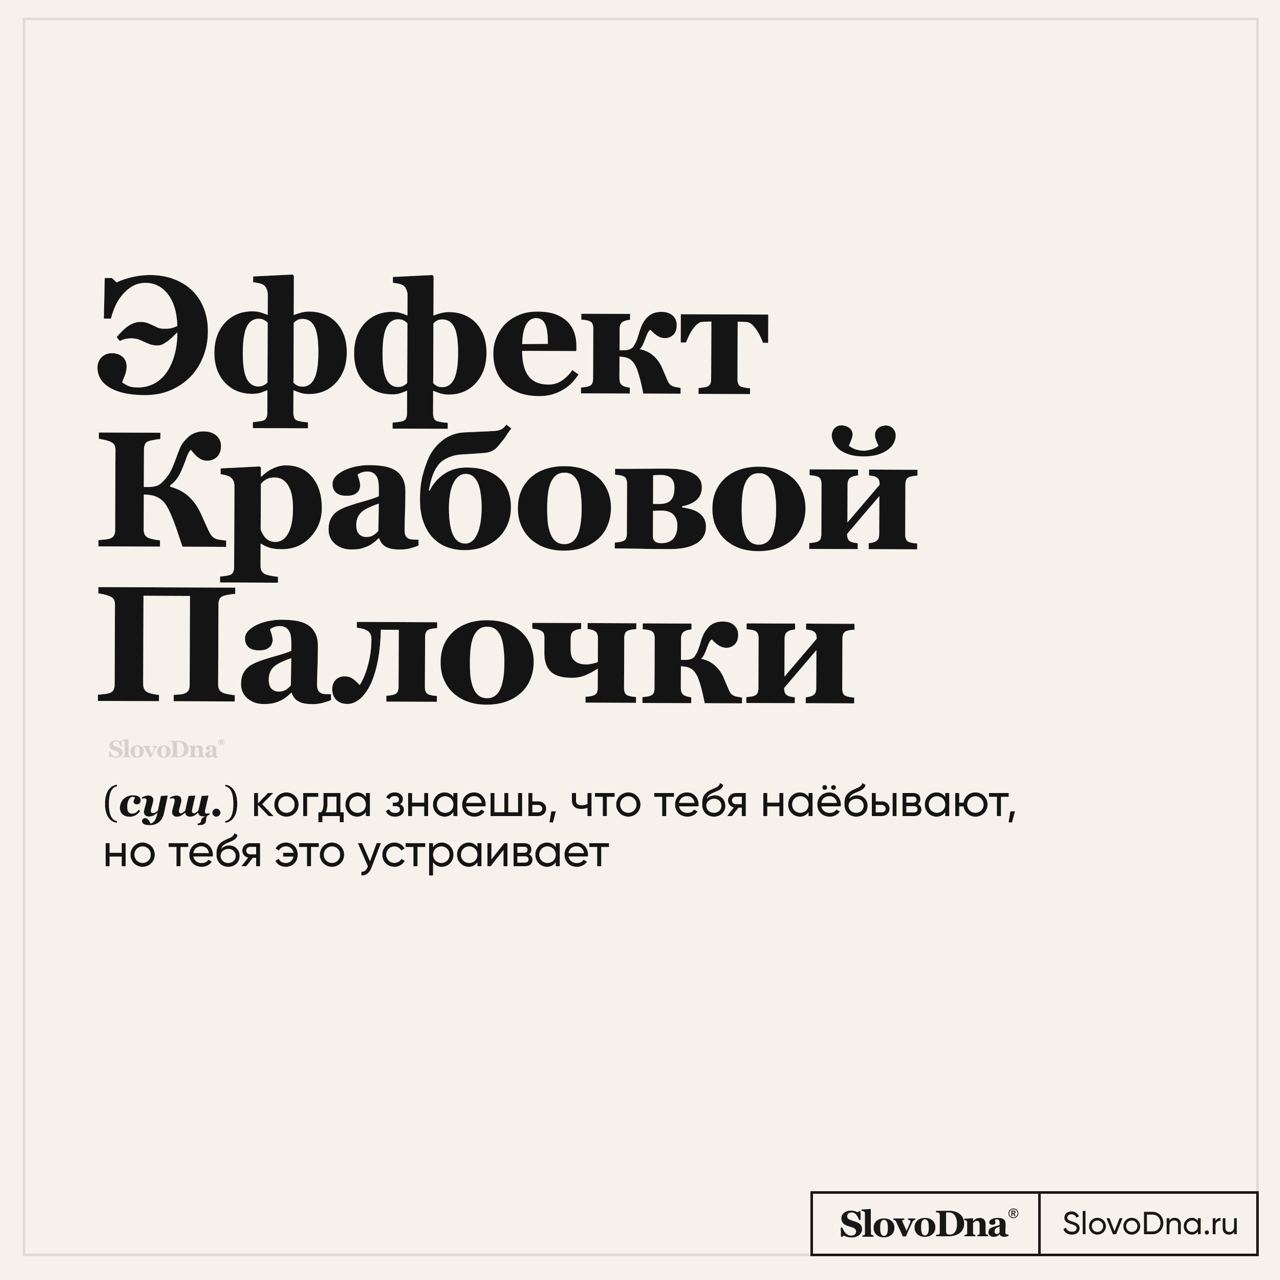 Эффект
Крабовой
Палочки
SlovoDna®
(сущ.) когда знаешь, что тебя наёбывают,
но тебя это устраивает
SlovoDna® SlovoDna.ru